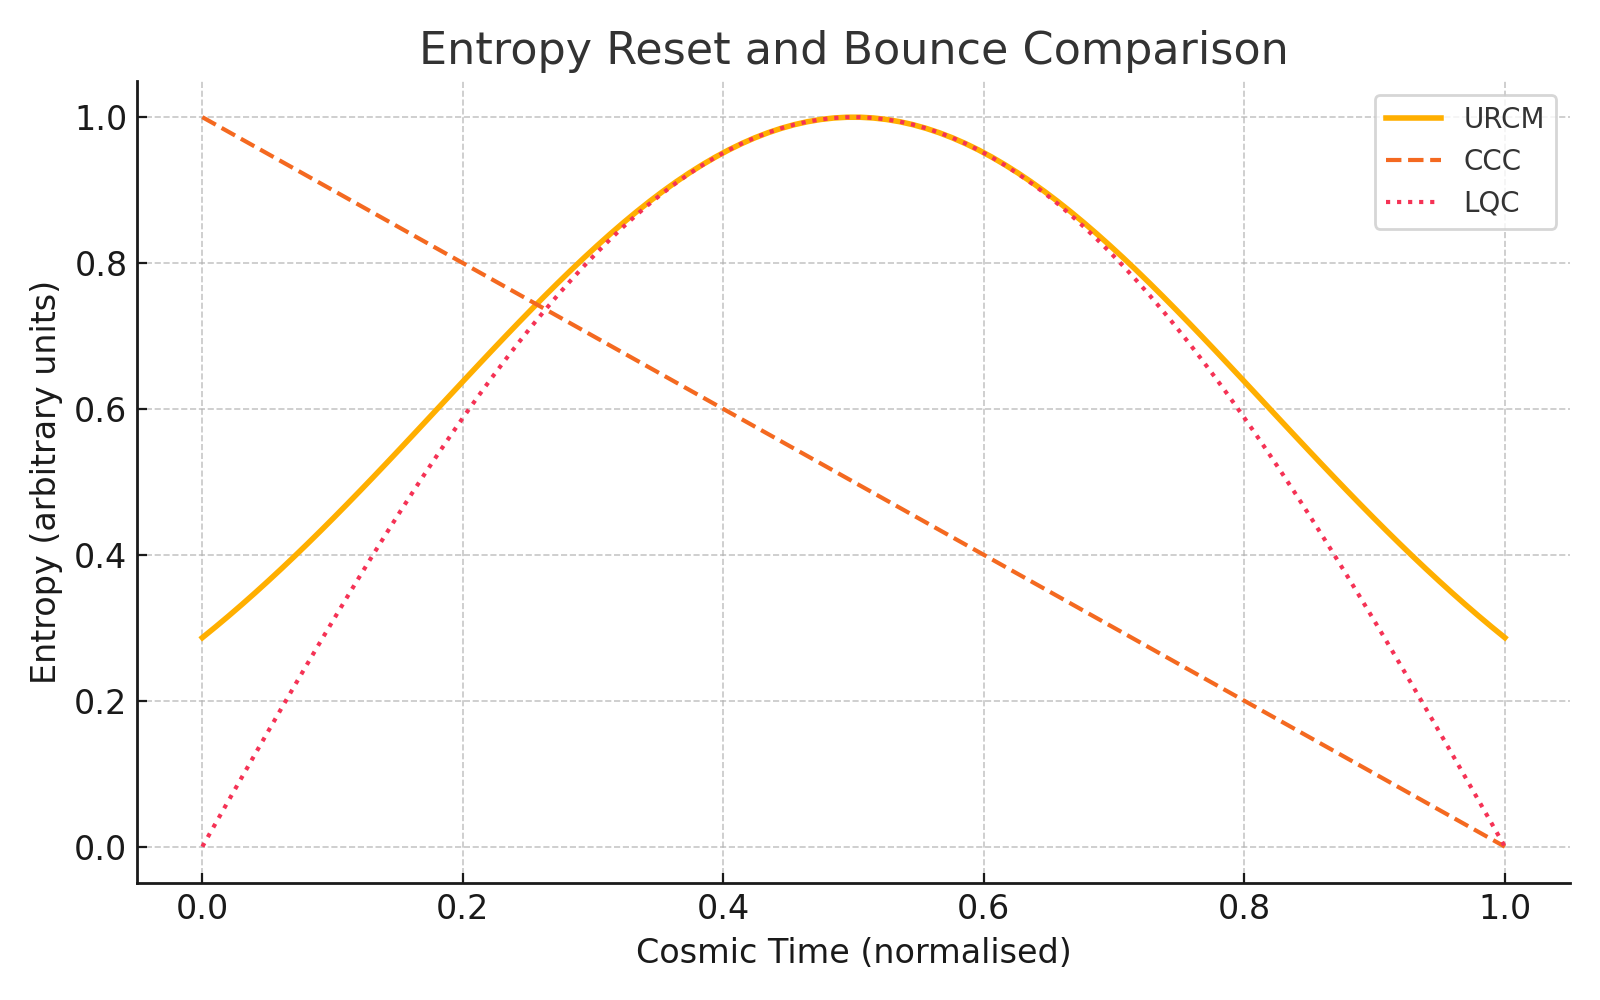 Entropy Reset and Bounce Comparison
URCM
CCC
LQC
Entropy (arbitrary units)
1.0
0.8
0.6
0.4
0.2
0.0
0.0 0.2 0.4 0.6 0.8 1.0
Cosmic Time (normalised)